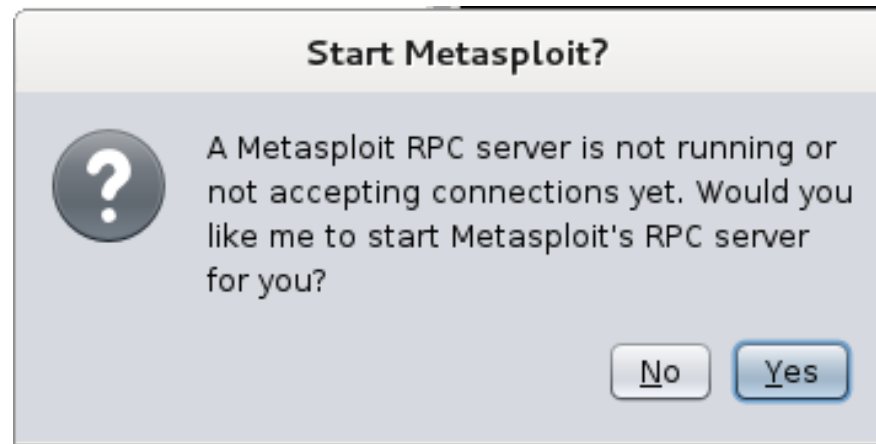 Start Metasploit?
A Metasploit RPC server is not running or
not accepting connections yet. Would you
like me to start Metasploit's RPC server
for you?
No
Yes